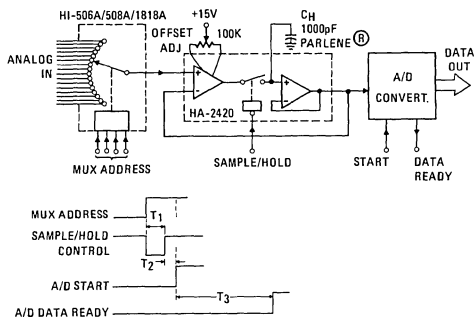 HI-506A/508A/1818A
+15V
100K
OFFSET
ADJ
CH
1000pF
PARLENE ®
ANALOG
IN
+
−
+
−
HA-2420
A/D
CONVERT.
DATA
OUT
MUX ADDRESS
SAMPLE/HOLD
START
DATA
READY
MUX ADDRESS
T1
SAMPLE/HOLD
CONTROL
T2
A/D START
T3
A/D DATA READY